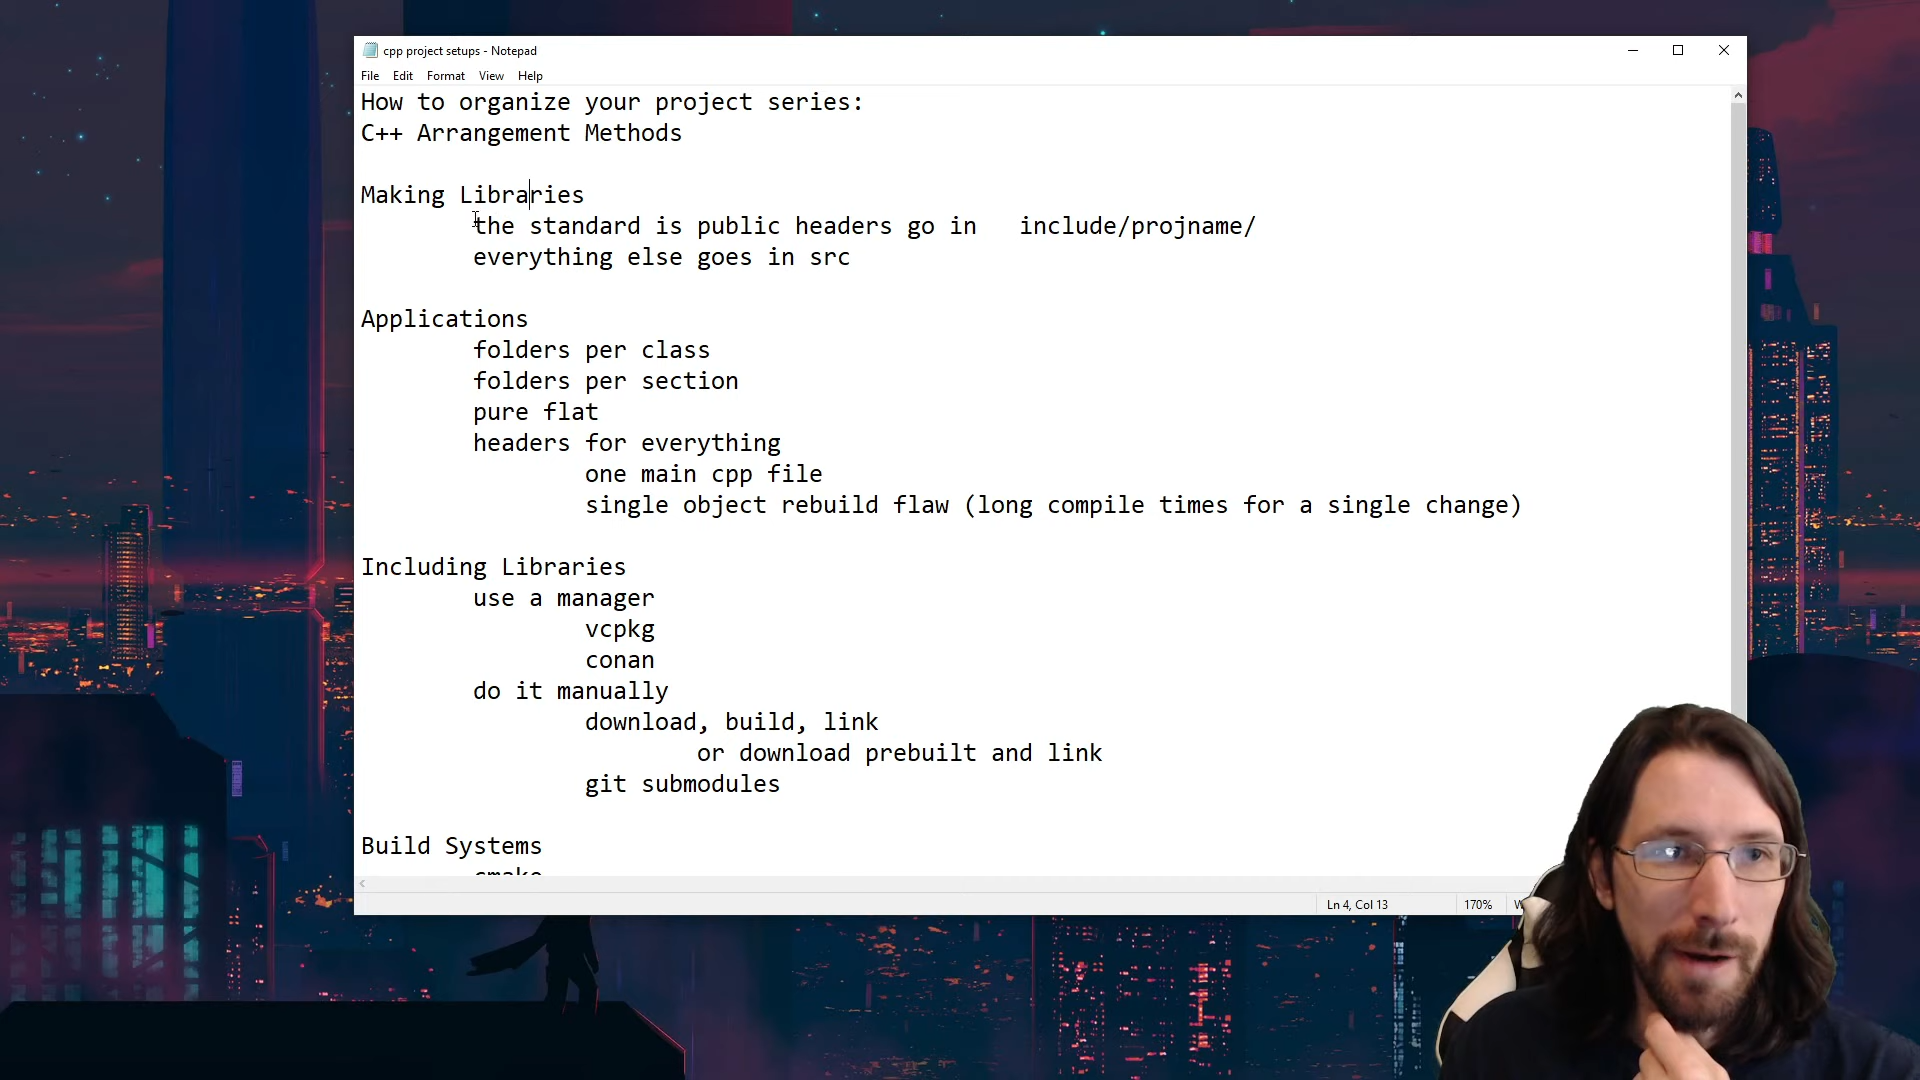 cpp project setups - Notepad
File Edit Format View Help
How to organize your project series:
C++ Arrangement Methods
Making Libraries
the standard is public headers go in include/projname/
everything else goes in src
Applications
folders per class
folders per section
pure flat
headers for everything
one main cpp file
single object rebuild flaw (long compile times for a single change)
Including Libraries
use a manager
vcpkg
conan
do it manually
download, build, link
or download prebuilt and link
git submodules
Build Systems
cmake
Ln 4, Col 13 170%